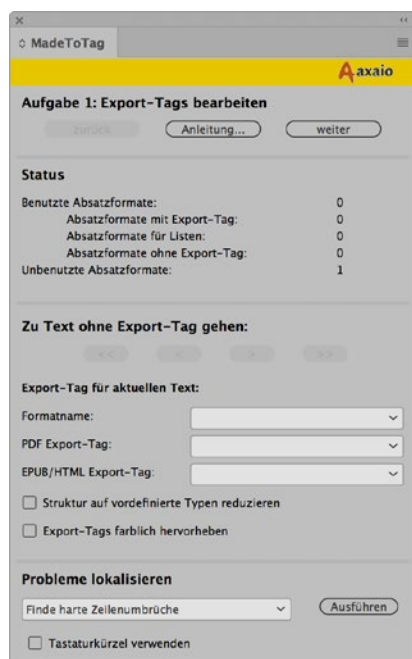 MadeToTag
axaio
Aufgabe 1: Export-Tags bearbeiten
zurück Anleitung... weiter
Status
Benutzte Absatzformate: 0
Absatzformate mit Export-Tag: 0
Absatzformate für Listen: 0
Absatzformate ohne Export-Tag: 0
Unbenutzte Absatzformate: 1
Zu Text ohne Export-Tag gehen:
<< < > >>
Export-Tag für aktuellen Text:
Formatname:
PDF Export-Tag:
EPUB/HTML Export-Tag:
Struktur auf vordefinierte Typen reduzieren
Export-Tags farblich hervorheben
Probleme lokalisieren
Finde harte Zeilenumbrüche Ausführen
Tastaturkürzel verwenden